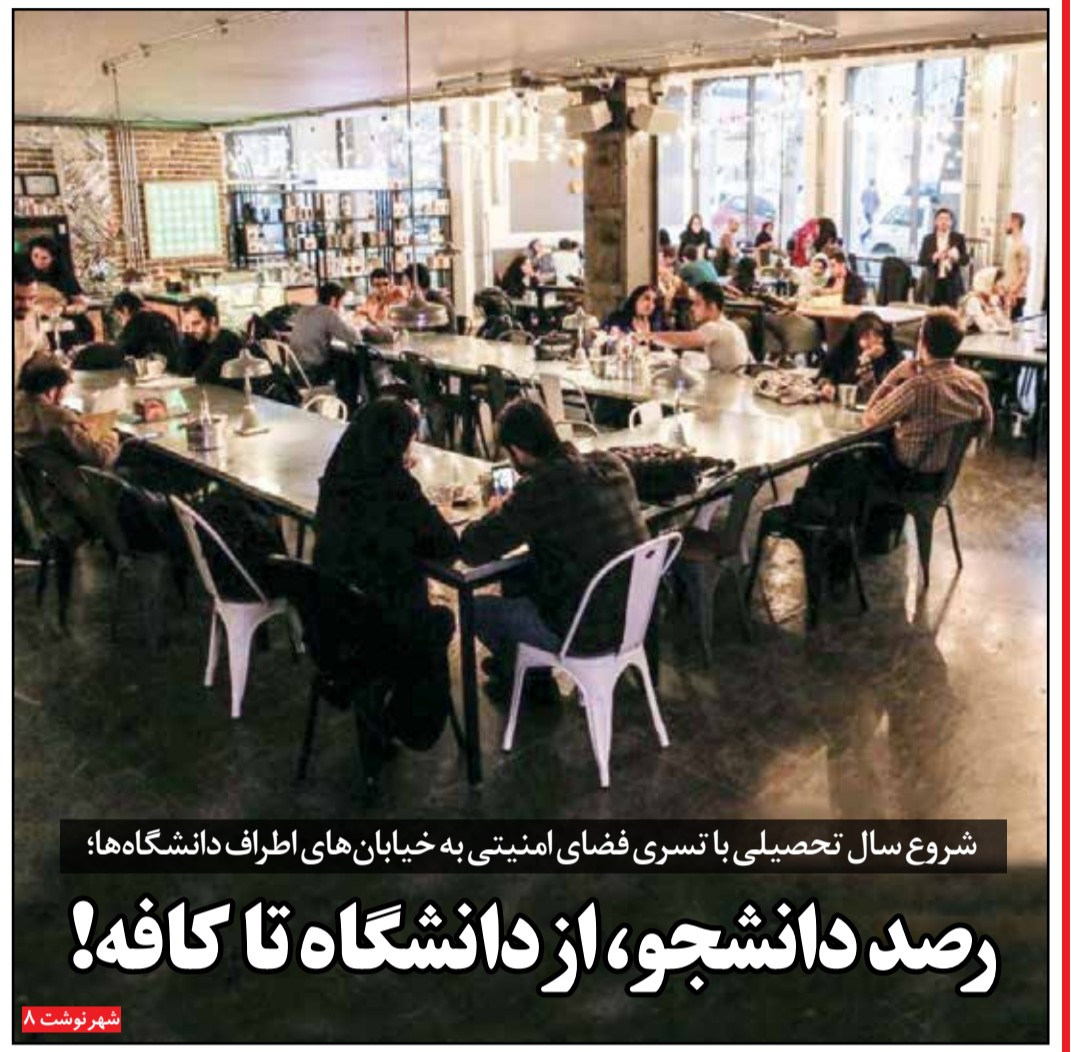 شروع سال تحصیلی با تسری فضای امنیتی به خیابان‌های اطراف دانشگاه‌ها؛
رصد دانشجو، از دانشگاه تا کافه!
شهرنوشت ۸